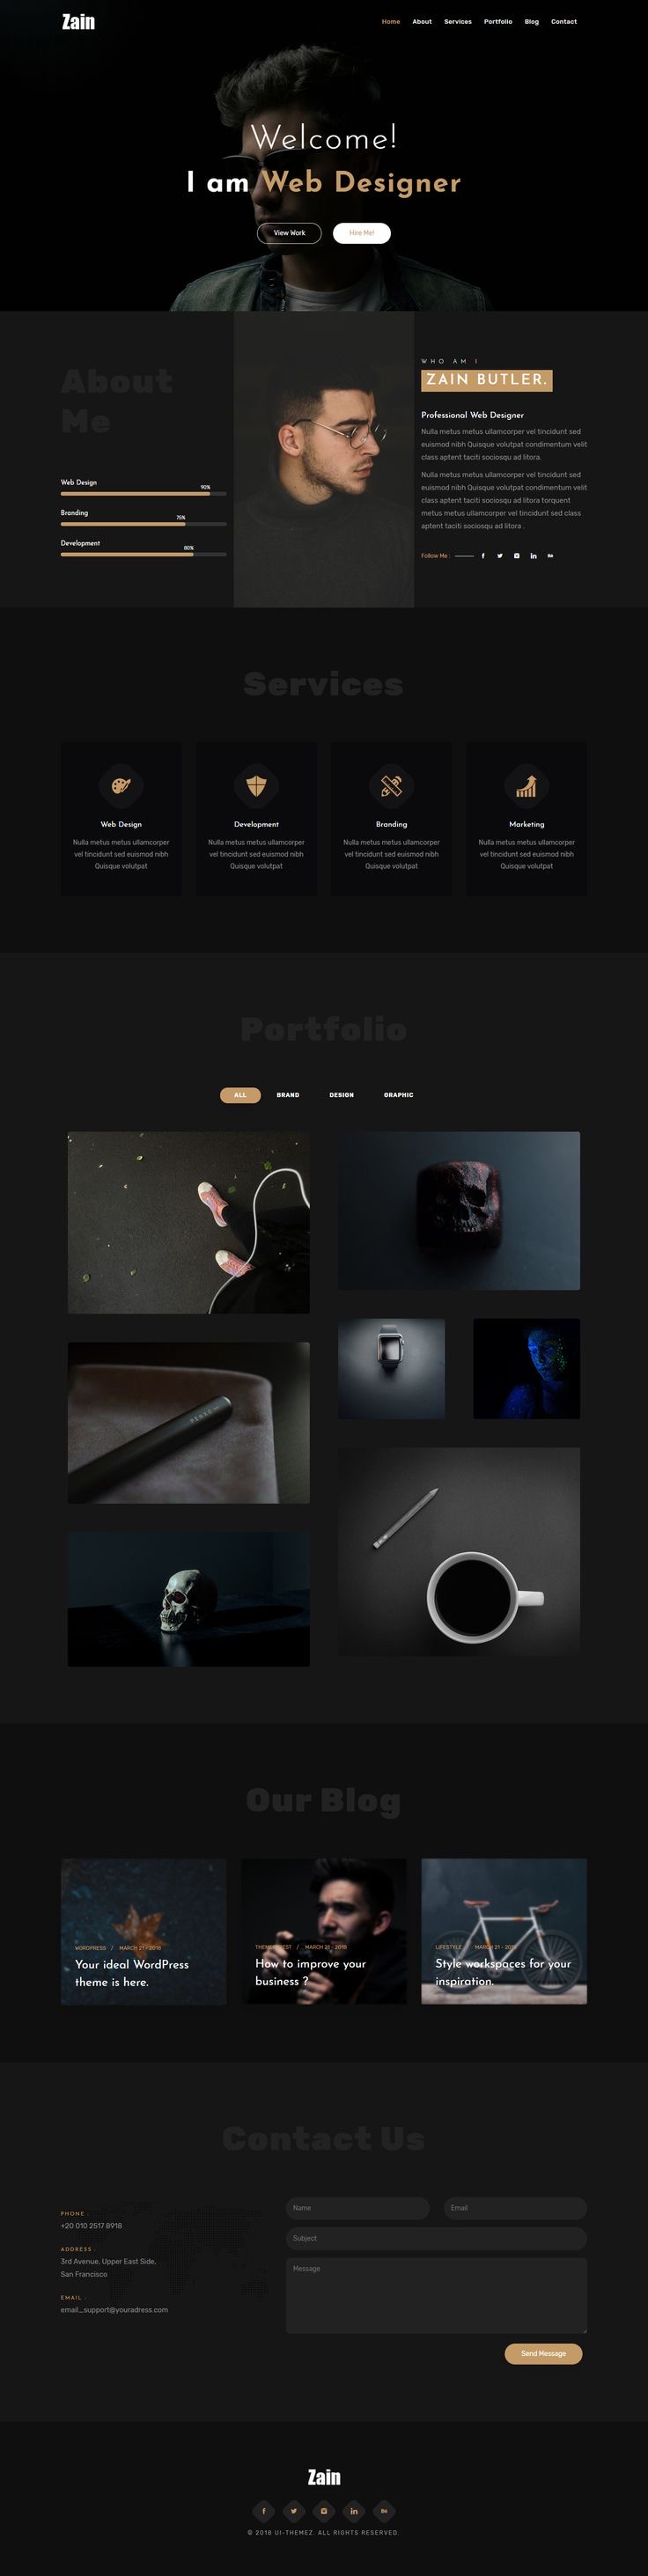 Zain
Home About Services Portfolio Blog Contact
Welcome!
I am Web Designer
View Work Hire Me!
About
Me
Web Design
90%
Branding
75%
Development
80%
WHO AM I
ZAIN BUTLER.
Professional Web Designer
Nulla metus metus ullamcorper vel tincidunt sed
euismod nibh Quisque volutpat condimentum velit
class aptent taciti sociosqu ad litora.
Nulla metus metus ullamcorper vel tincidunt sed
euismod nibh Quisque volutpat condimentum velit
class aptent taciti sociosqu ad litora torquent
metus metus ullamcorper vel tincidunt sed class
aptent taciti sociosqu ad litora .
Follow Me :
Services
Web Design
Nulla metus metus ullamcorper
vel tincidunt sed euismod nibh
Quisque volutpat
Development
Nulla metus metus ullamcorper
vel tincidunt sed euismod nibh
Quisque volutpat
Branding
Nulla metus metus ullamcorper
vel tincidunt sed euismod nibh
Quisque volutpat
Marketing
Nulla metus metus ullamcorper
vel tincidunt sed euismod nibh
Quisque volutpat
Portfolio
ALL BRAND DESIGN GRAPHIC
Our Blog
WORDPRESS / MARCH 21 - 2018
Your ideal WordPress
theme is here.
/ MARCH 21 - 2018
How to improve your
business ?
LIFESTYLE MARCH 21 - 2018
Style workspaces for your
inspiration.
Contact Us
PHONE :
+20 010 2517 8918
ADDRESS :
3rd Avenue, Upper East Side,
San Francisco
EMAIL :
email_support@youradress.com
Name
Email
Subject
Message
Send Message
Zain
© 2018 UI-THEMEZ. ALL RIGHTS RESERVED.